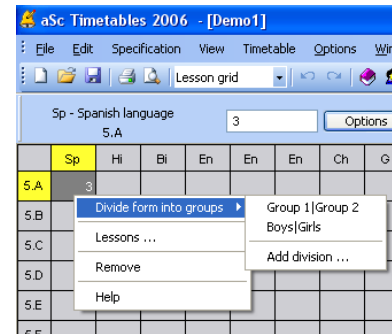 aSc Timetables 2006 - [Demo1]
File Edit Specification View Timetable Options Win
Lesson grid
Sp - Spanish language
5.A
3
Options
Sp Hi Bi En En En Ch G
5.A 3
5.B
5.C
5.D
5.E
5.F
Divide form into groups
Lessons ...
Remove
Help
Group 1|Group 2
Boys|Girls
Add division ...